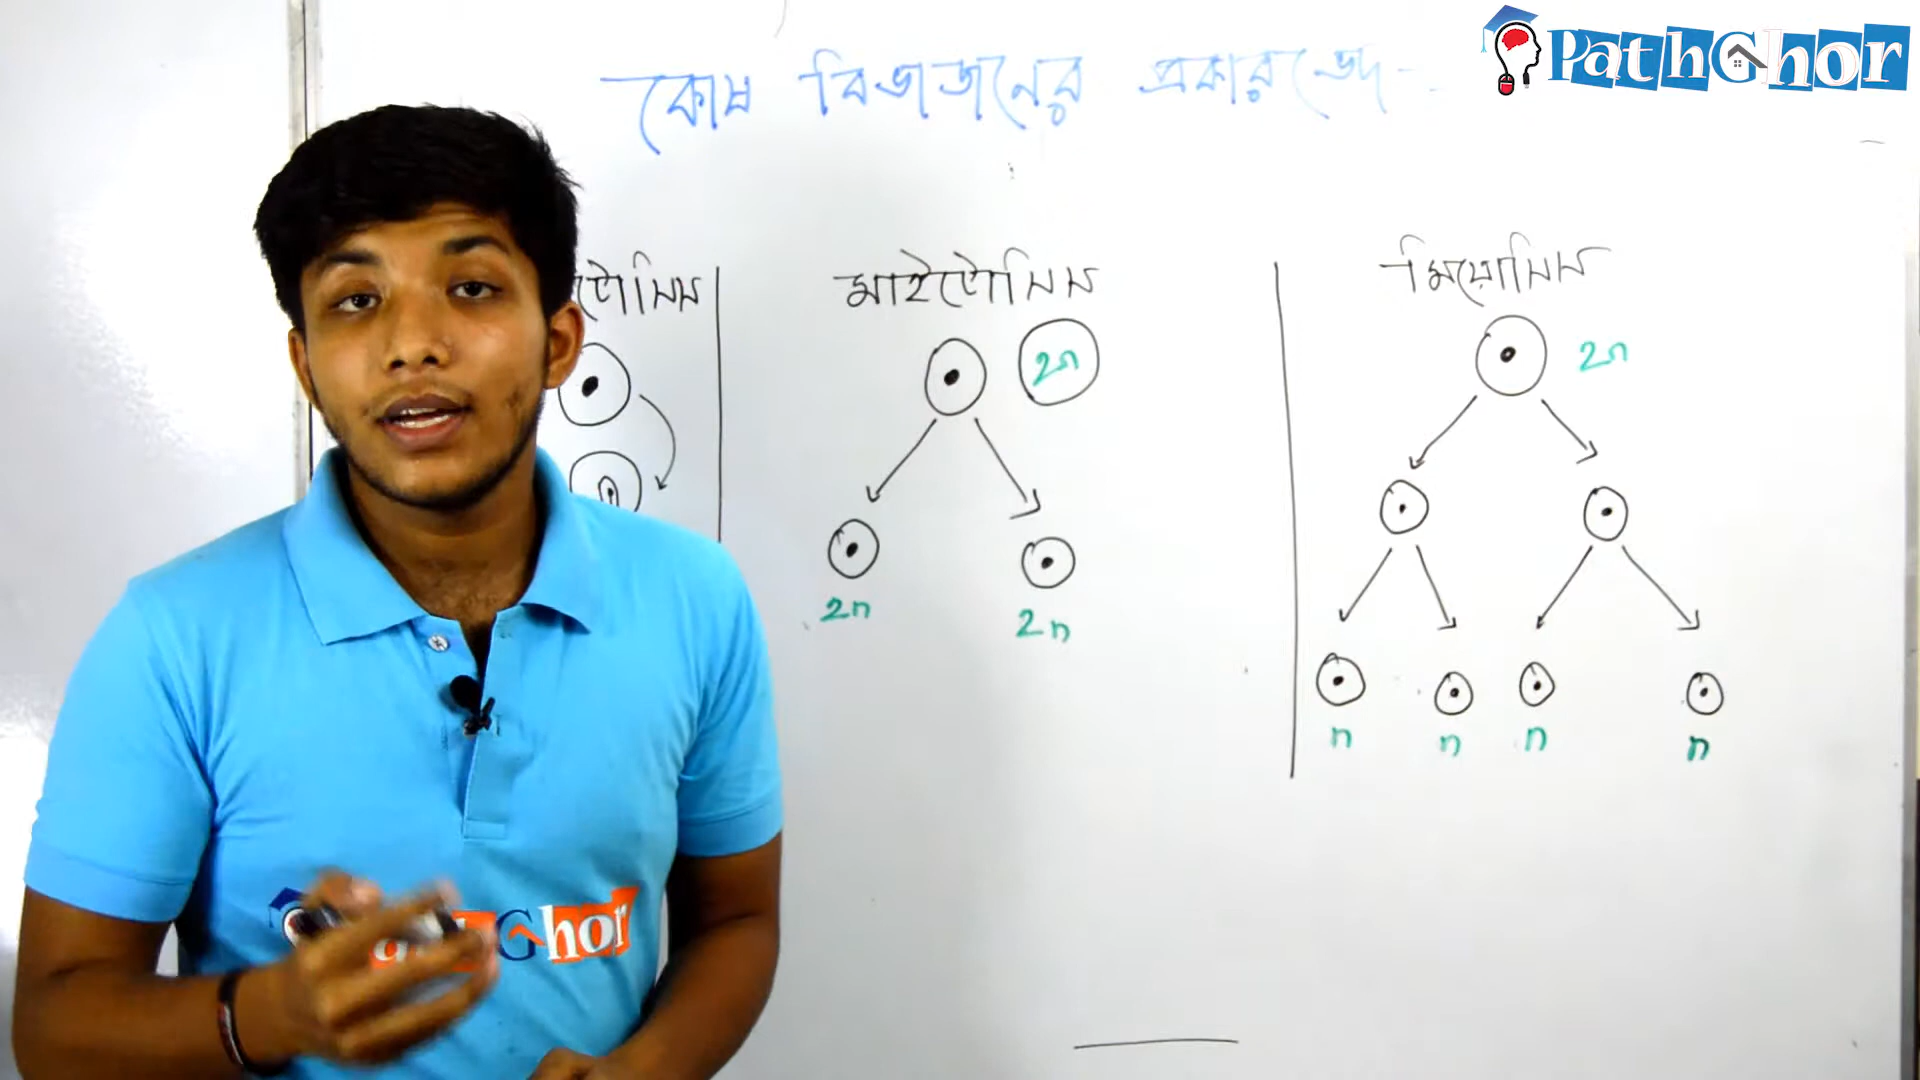 PathGhor
কোষ বিভাজনের প্রকারভেদ-
টোসিস
মাইটোসিস
মিয়োসিস
2n
2n
2n
2n
n
n
n
n
Ghor